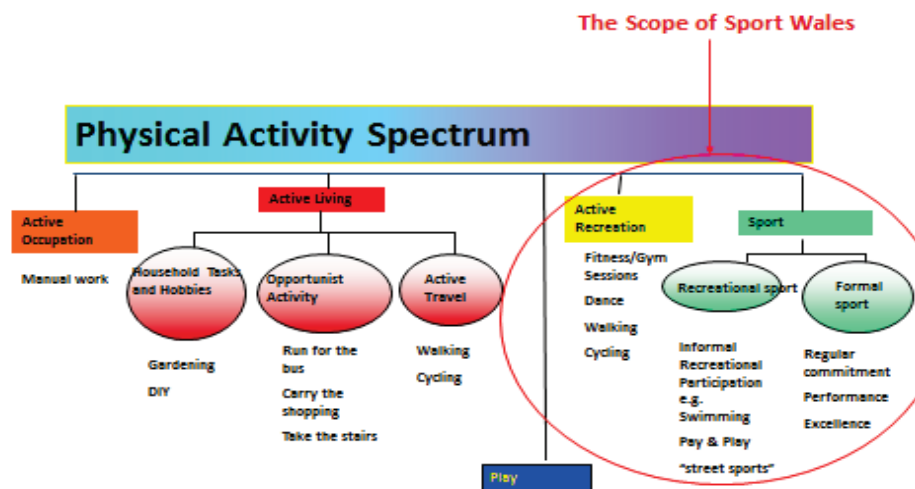 The Scope of Sport Wales
Physical Activity Spectrum
Active
Occupation
Manual work
Active Living
Household Tasks
and Hobbies
Gardening
DIY
Opportunist
Activity
Run for the
bus
Carry the
shopping
Take the stairs
Active
Travel
Walking
Cycling
Play
Active
Recreation
Fitness/Gym
Sessions
Dance
Walking
Cycling
Sport
Recreational sport
Informal
Recreational
Participation
e.g.
Swimming
Pay & Play
"street sports"
Formal
sport
Regular
commitment
Performance
Excellence